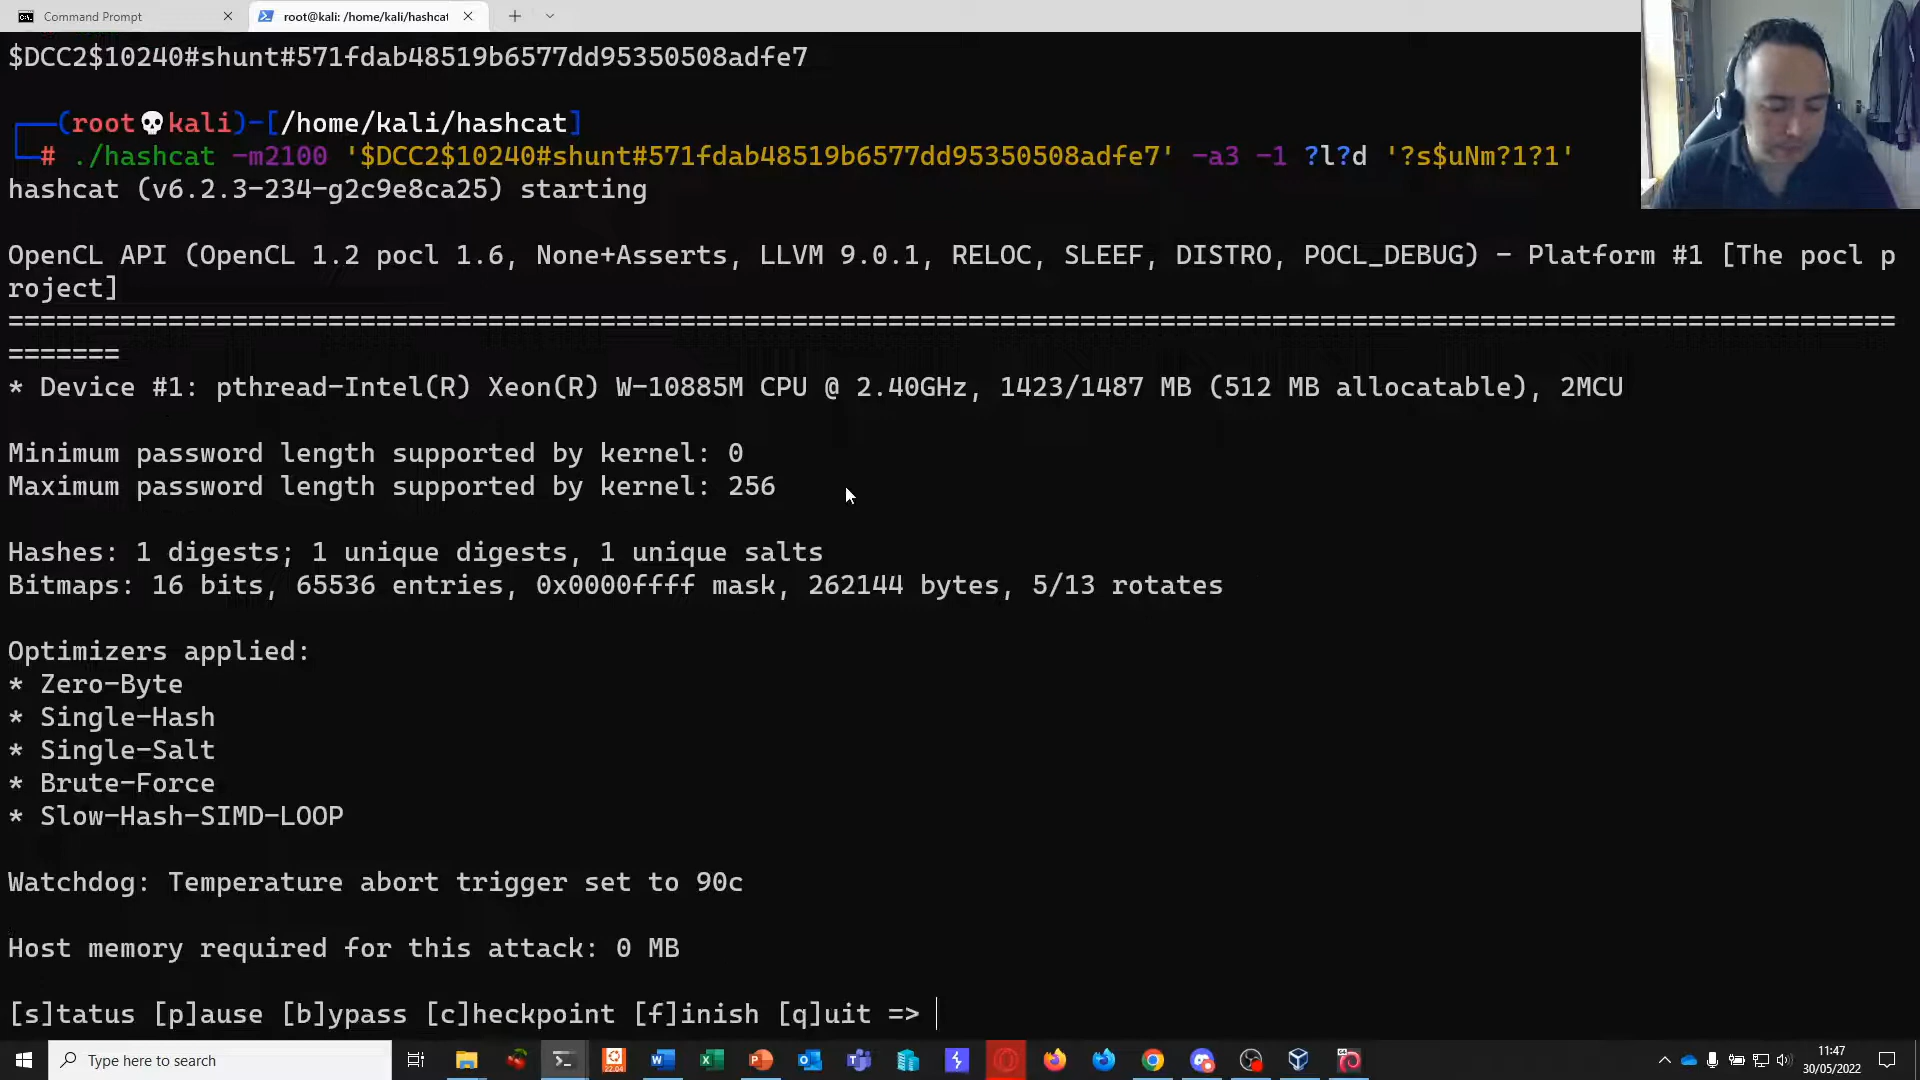 Command Prompt
root@kali: /home/kali/hashcat
$DCC2$10240#shunt#571fdab48519b6577dd95350508adfe7
(root💀kali)-[/home/kali/hashcat]
# ./hashcat -m2100 '$DCC2$10240#shunt#571fdab48519b6577dd95350508adfe7' -a3 -1 ?l?d '?s$uNm?1?1'
hashcat (v6.2.3-234-g2c9e8ca25) starting
OpenCL API (OpenCL 1.2 pocl 1.6, None+Asserts, LLVM 9.0.1, RELOC, SLEEF, DISTRO, POCL_DEBUG) - Platform #1 [The pocl p
roject]
======================================================================================================================
=======
* Device #1: pthread-Intel(R) Xeon(R) W-10885M CPU @ 2.40GHz, 1423/1487 MB (512 MB allocatable), 2MCU
Minimum password length supported by kernel: 0
Maximum password length supported by kernel: 256
Hashes: 1 digests; 1 unique digests, 1 unique salts
Bitmaps: 16 bits, 65536 entries, 0x0000ffff mask, 262144 bytes, 5/13 rotates
Optimizers applied:
* Zero-Byte
* Single-Hash
* Single-Salt
* Brute-Force
* Slow-Hash-SIMD-LOOP
Watchdog: Temperature abort trigger set to 90c
Host memory required for this attack: 0 MB
[s]tatus [p]ause [b]ypass [c]heckpoint [f]inish [q]uit =>
Type here to search
22.04
11:47
30/05/2022